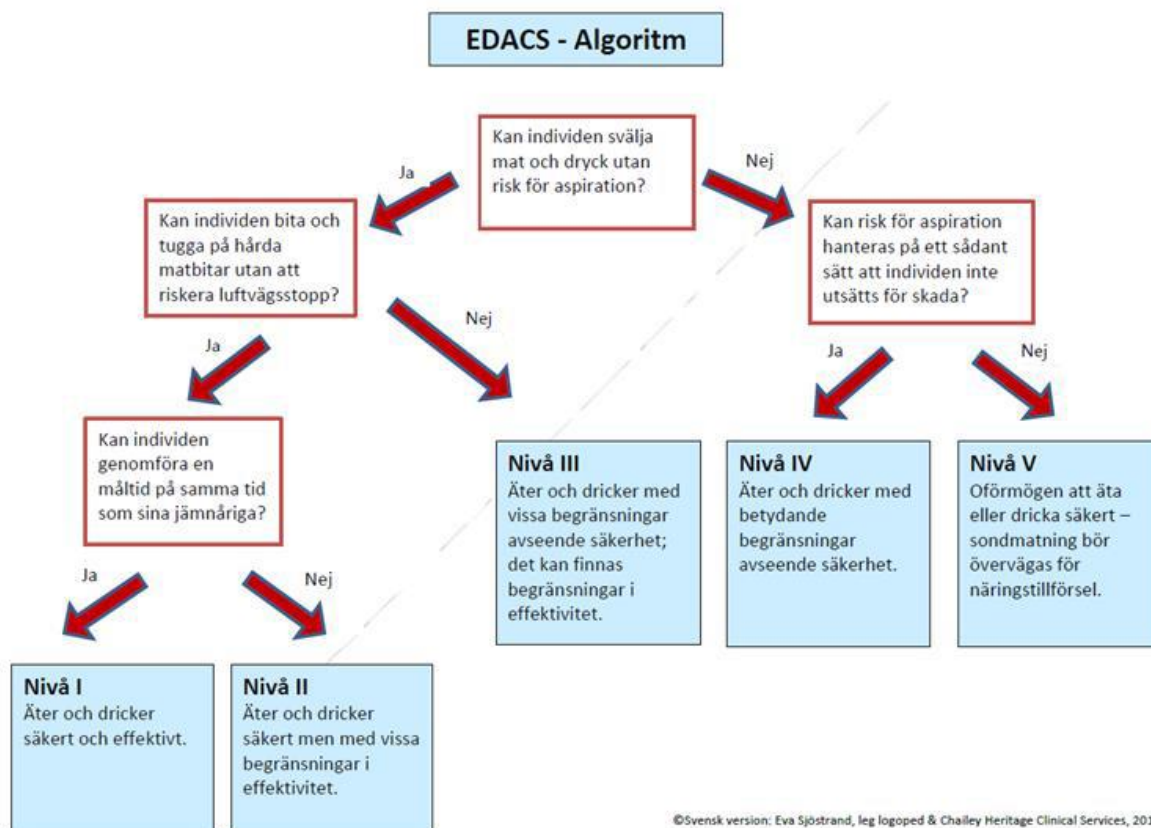 EDACS - Algoritm
Kan individen svälja
mat och dryck utan
risk för aspiration?
Ja
Nej
Kan individen bita och
tugga på hårda
matbitar utan att
riskera luftvägsstopp?
Kan risk för aspiration
hanteras på ett sådant
sätt att individen inte
utsätts för skada?
Ja
Nej
Ja
Nej
Kan individen
genomföra en
måltid på samma tid
som sina jämnåriga?
Ja
Nej
Nivå III
Äter och dricker med
vissa begränsningar
avseende säkerhet;
det kan finnas
begränsningar i
effektivitet.
Nivå IV
Äter och dricker med
betydande
begränsningar
avseende säkerhet.
Nivå V
Oförmögen att äta
eller dricka säkert –
sondmatning bör
övervägas för
näringstillförsel.
Nivå I
Äter och dricker
säkert och effektivt.
Nivå II
Äter och dricker
säkert men med vissa
begränsningar i
effektivitet.
©Svensk version: Eva Sjöstrand, leg logoped & Chailey Heritage Clinical Services, 201